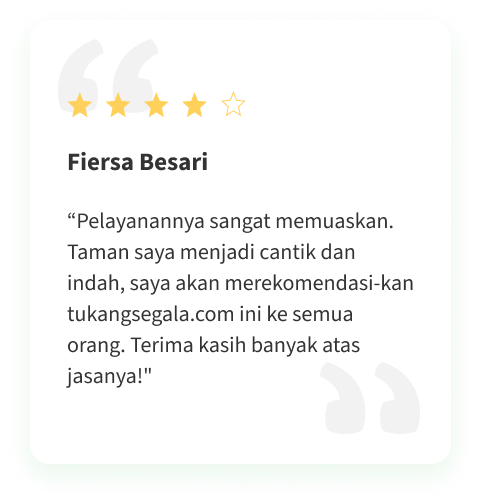 Fiersa Besari
“Pelayanannya sangat memuaskan.
Taman saya menjadi cantik dan
indah, saya akan merekomendasi-kan
tukangsegala.com ini ke semua
orang. Terima kasih banyak atas
jasanya!"